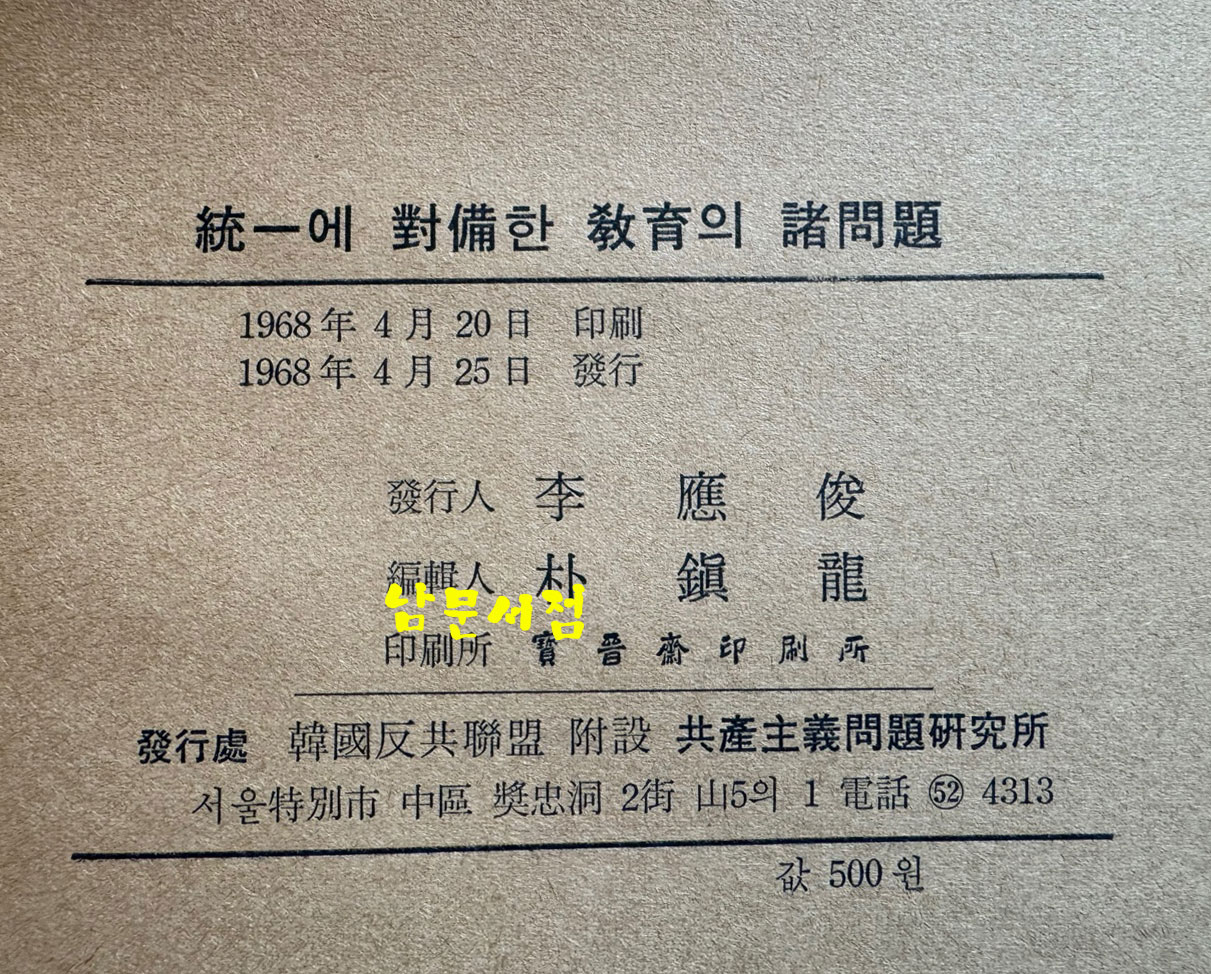 統一에 對備한 敎育의 諸問題
1968年 4月 20日 印刷
1968年 4月 25日 發行
發行人 李應俊
編輯人 朴鎭龍
남문서점
印刷所 寶晉齋印刷所
發行處 韓國反共聯盟 附設 共產主義問題硏究所
서울特別市 中區 奬忠洞 2街 山5의 1 電話 ㊾ 4313
값 500원